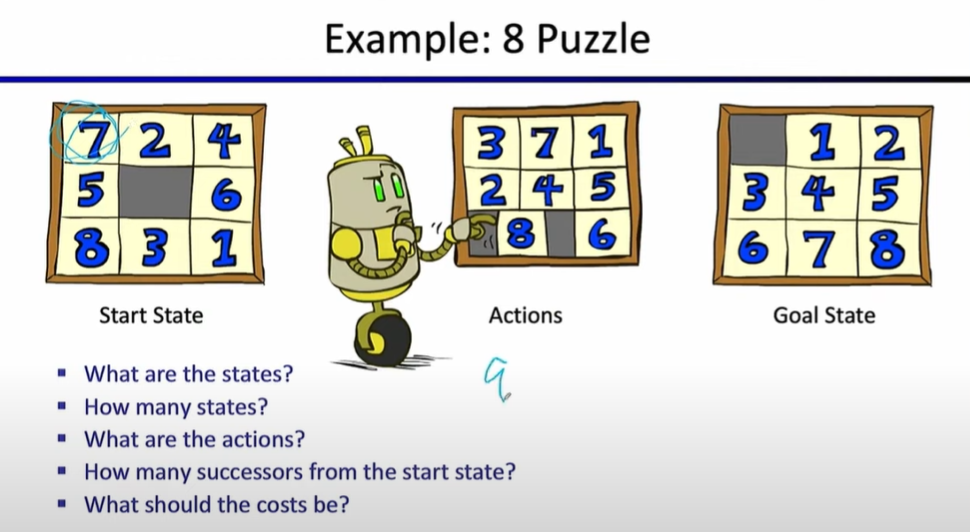 Example: 8 Puzzle
7 2 4
5 6
8 3 1
Start State
3 7 1
2 4 5
8 6
Actions
1 2
3 4 5
6 7 8
Goal State
▪ What are the states?
▪ How many states?
▪ What are the actions?
▪ How many successors from the start state?
▪ What should the costs be?
9